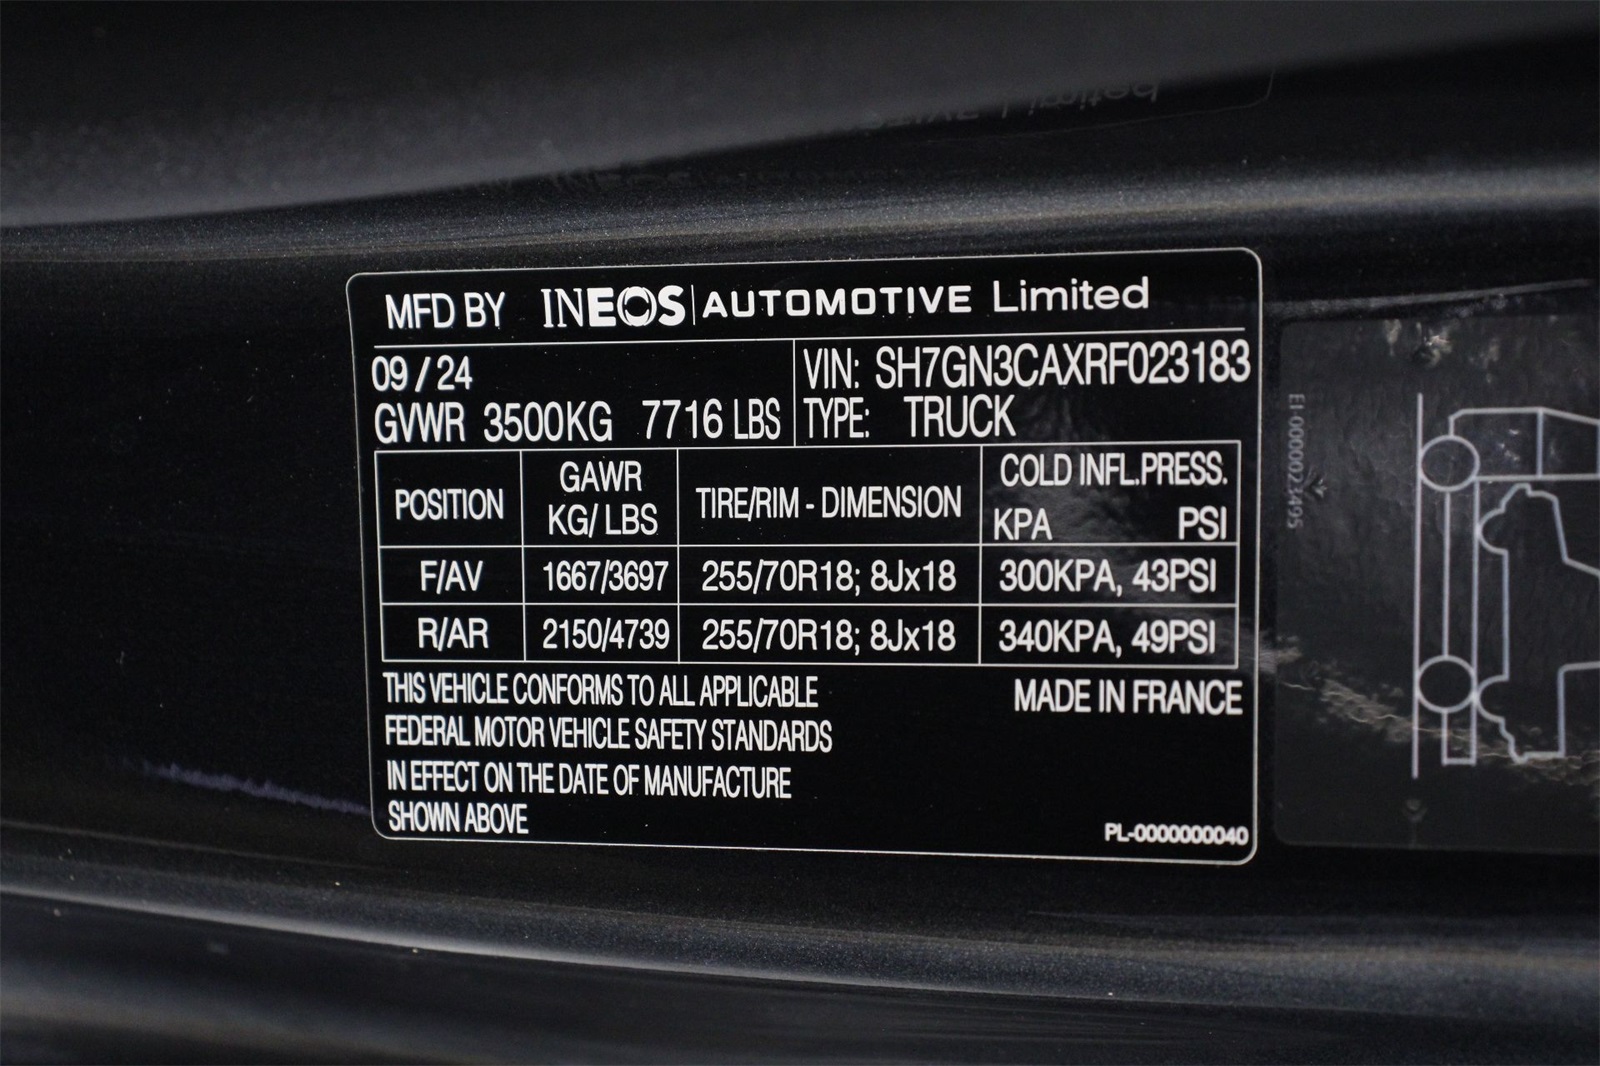 MFD BY INEOS AUTOMOTIVE Limited
09 / 24
GVWR 3500KG 7716 LBS
VIN: SH7GN3CAXRF023183
TYPE: TRUCK
POSITION GAWR KG/ LBS TIRE/RIM - DIMENSION COLD INFL.PRESS. KPA PSI
F/AV 1667/3697 255/70R18; 8Jx18 300KPA, 43PSI
R/AR 2150/4739 255/70R18; 8Jx18 340KPA, 49PSI
THIS VEHICLE CONFORMS TO ALL APPLICABLE
FEDERAL MOTOR VEHICLE SAFETY STANDARDS
IN EFFECT ON THE DATE OF MANUFACTURE
SHOWN ABOVE
MADE IN FRANCE
PL-0000000040
EI-000023495